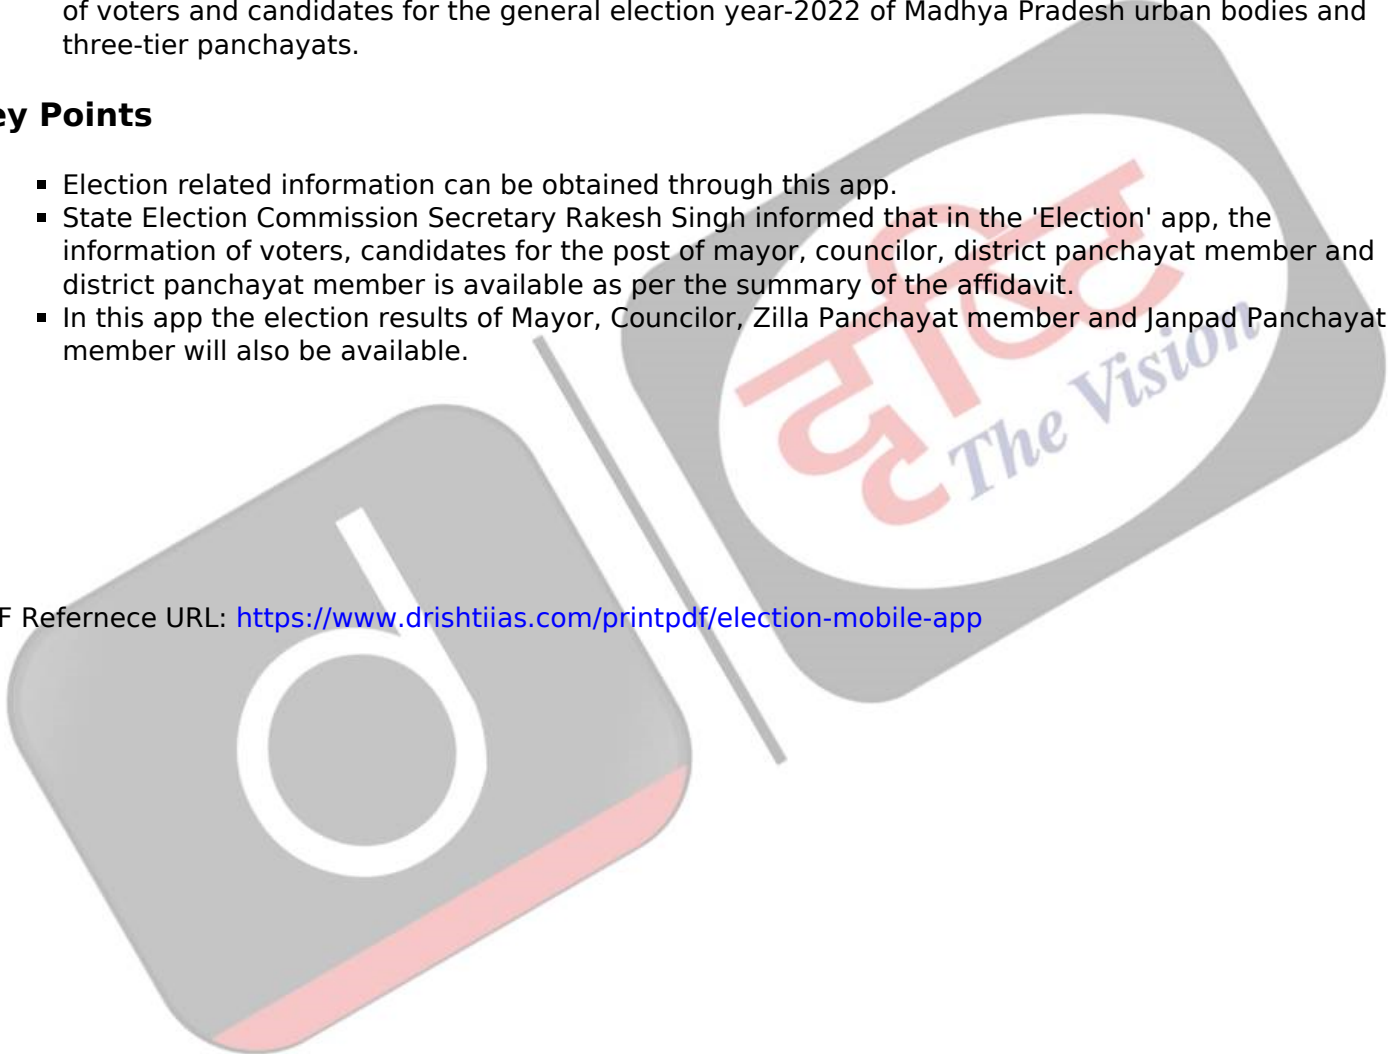 of voters and candidates for the general election year-2022 of Madhya Pradesh urban bodies and
three-tier panchayats.
ey Points
▪ Election related information can be obtained through this app.
▪ State Election Commission Secretary Rakesh Singh informed that in the 'Election' app, the
information of voters, candidates for the post of mayor, councilor, district panchayat member and
district panchayat member is available as per the summary of the affidavit.
▪ In this app the election results of Mayor, Councilor, Zilla Panchayat member and Janpad Panchayat
member will also be available.
दृष्टि
The Vision
d
F Refernece URL: https://www.drishtiias.com/printpdf/election-mobile-app